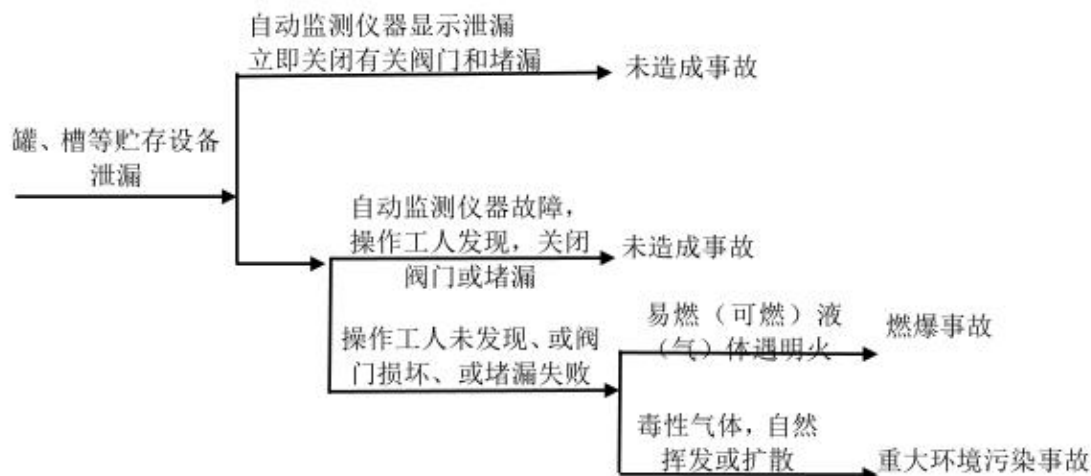 自动监测仪器显示泄漏
立即关闭有关阀门和堵漏
未造成事故
罐、槽等贮存设备
泄漏
自动监测仪器故障，
操作工人发现，关闭
阀门或堵漏
未造成事故
操作工人未发现、或阀
门损坏、或堵漏失败
易燃（可燃）液
（气）体遇明火
燃爆事故
毒性气体，自然
挥发或扩散
重大环境污染事故